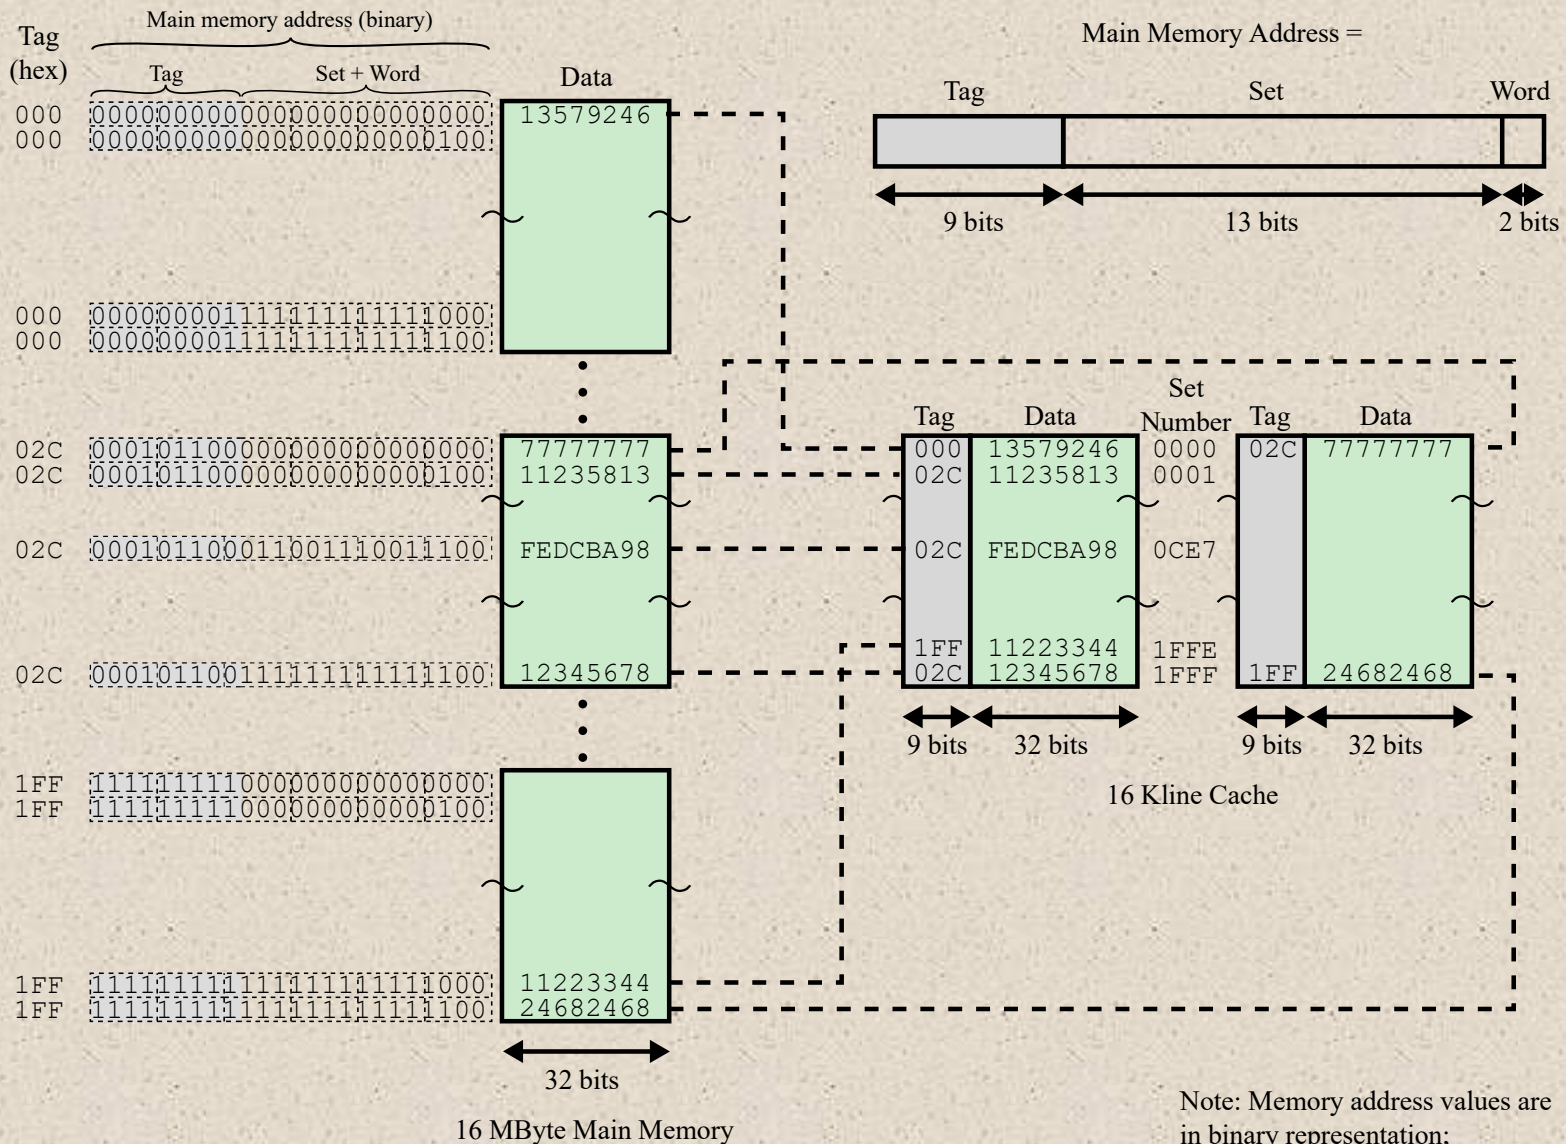 Main memory address (binary)
Tag
(hex)
Tag
Set + Word
Data
000 000000000000000000000000 13579246
000 000000000000000000000100
000 000000001111111111111000
000 000000001111111111111100
02C 000101100000000000000000 77777777
02C 000101100000000000000100 11235813
02C 000101100011001110011100 FEDCBA98
02C 000101100111111111111100 12345678
1FF 111111111000000000000000
1FF 111111111000000000000100
1FF 111111111111111111111000 11223344
1FF 111111111111111111111100 24682468
32 bits
16 MByte Main Memory
Main Memory Address =
Tag Set Word
9 bits 13 bits 2 bits
Set
Tag Data Number Tag Data
000 13579246 0000 02C 77777777
02C 11235813 0001
02C FEDCBA98 0CE7
1FF 11223344 1FFE
02C 12345678 1FFF 1FF 24682468
9 bits 32 bits 9 bits 32 bits
16 Kline Cache
Note: Memory address values are
in binary representation;